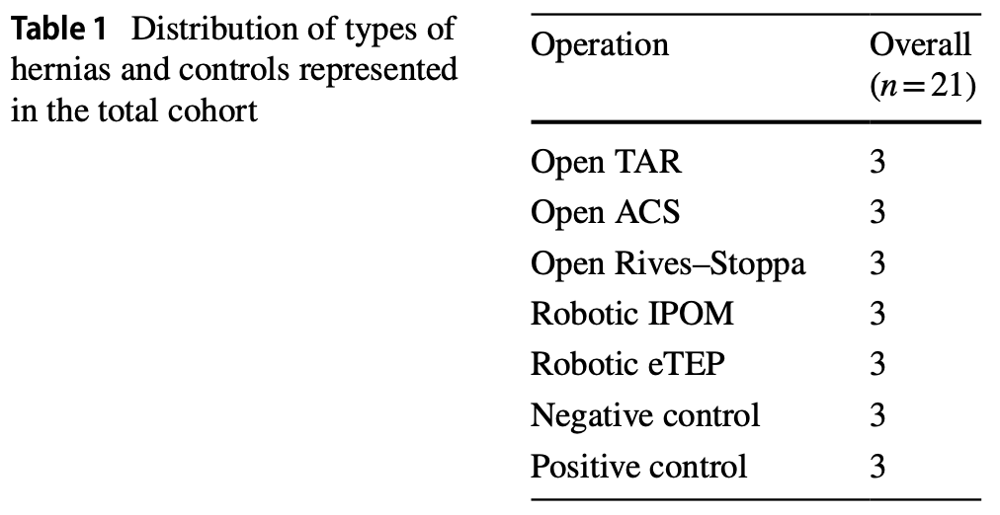 Table 1 Distribution of types of
hernias and controls represented
in the total cohort
Operation Overall
(n=21)
Open TAR 3
Open ACS 3
Open Rives–Stoppa 3
Robotic IPOM 3
Robotic eTEP 3
Negative control 3
Positive control 3